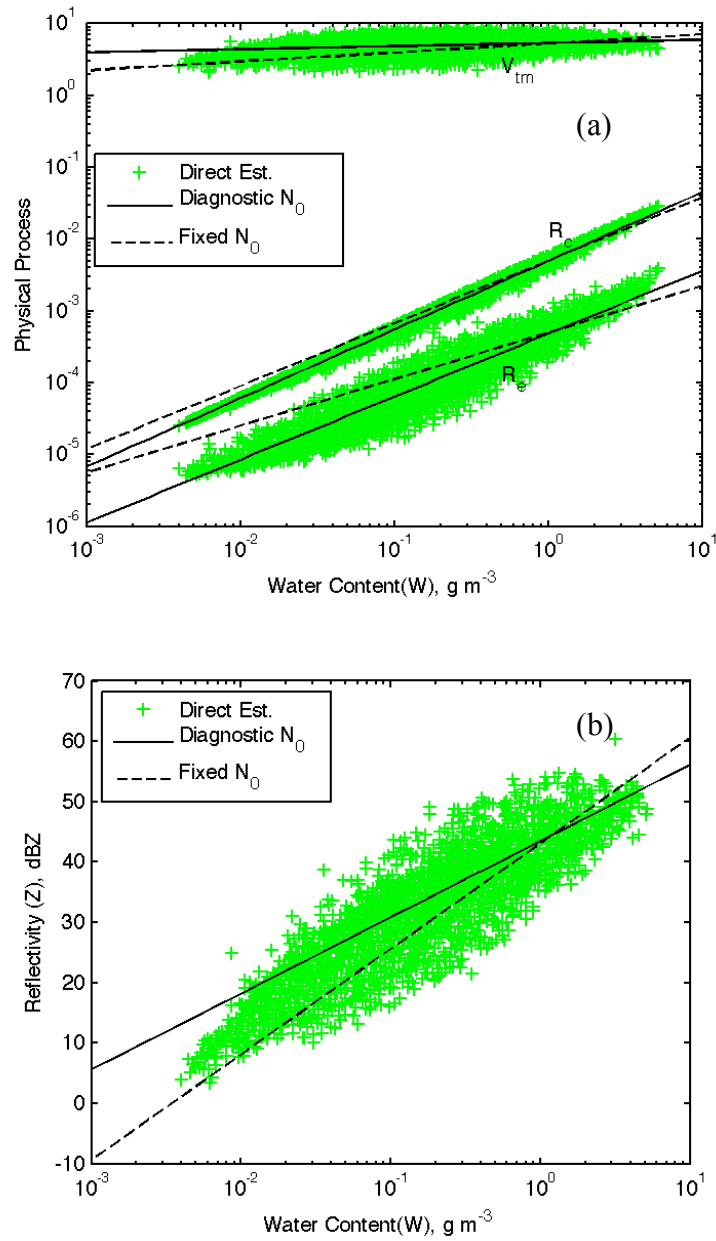 10^1
10^0
10^-1
10^-2
10^-3
10^-4
10^-5
10^-6
Physical Process
V_tm
(a)
Direct Est.
Diagnostic N_0
Fixed N_0
R_c
R_e
10^-3 10^-2 10^-1 10^0 10^1
Water Content(W), g m^-3
70
60
50
40
30
20
10
0
-10
Reflectivity (Z), dBZ
Direct Est.
Diagnostic N_0
Fixed N_0
(b)
10^-3 10^-2 10^-1 10^0 10^1
Water Content(W), g m^-3